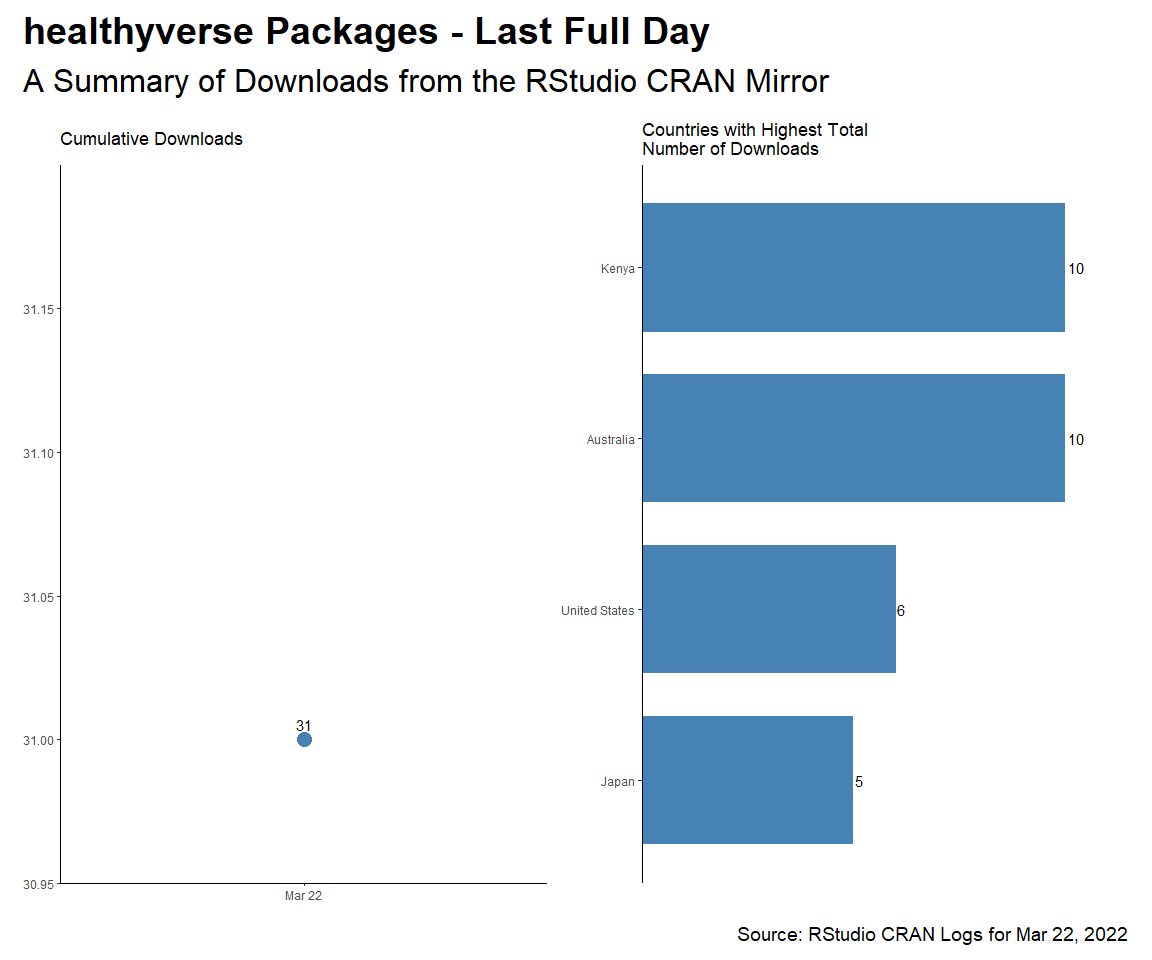 healthyverse Packages - Last Full Day
A Summary of Downloads from the RStudio CRAN Mirror
Cumulative Downloads
31.15
31.10
31.05
31.00
30.95
31
Mar 22
Countries with Highest Total
Number of Downloads
Kenya
10
Australia
10
United States
6
Japan
5
Source: RStudio CRAN Logs for Mar 22, 2022